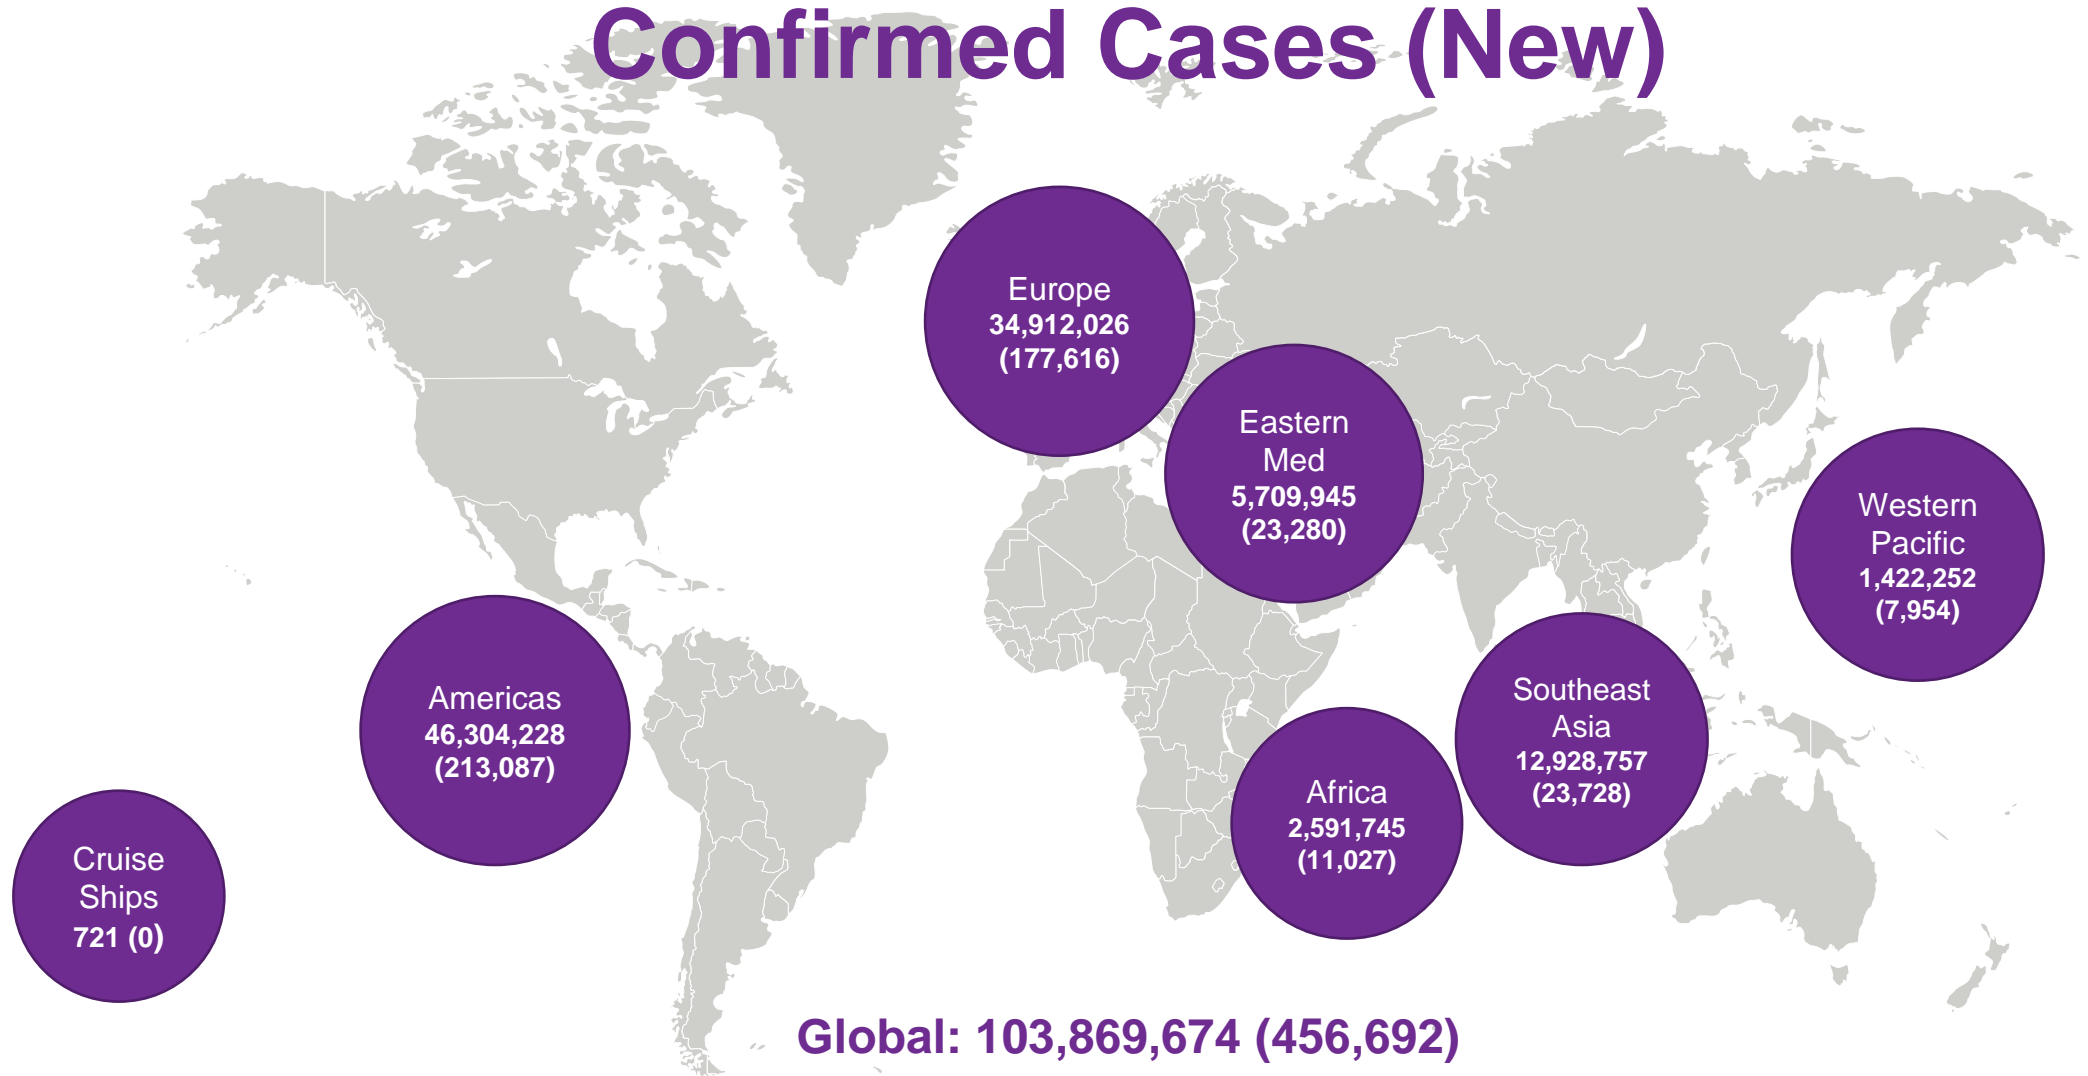 Confirmed Cases (New)
Europe
34,912,026
(177,616)
Eastern
Med
5,709,945
(23,280)
Western
Pacific
1,422,252
(7,954)
Americas
46,304,228
(213,087)
Southeast
Asia
12,928,757
(23,728)
Africa
2,591,745
(11,027)
Cruise
Ships
721 (0)
Global: 103,869,674 (456,692)